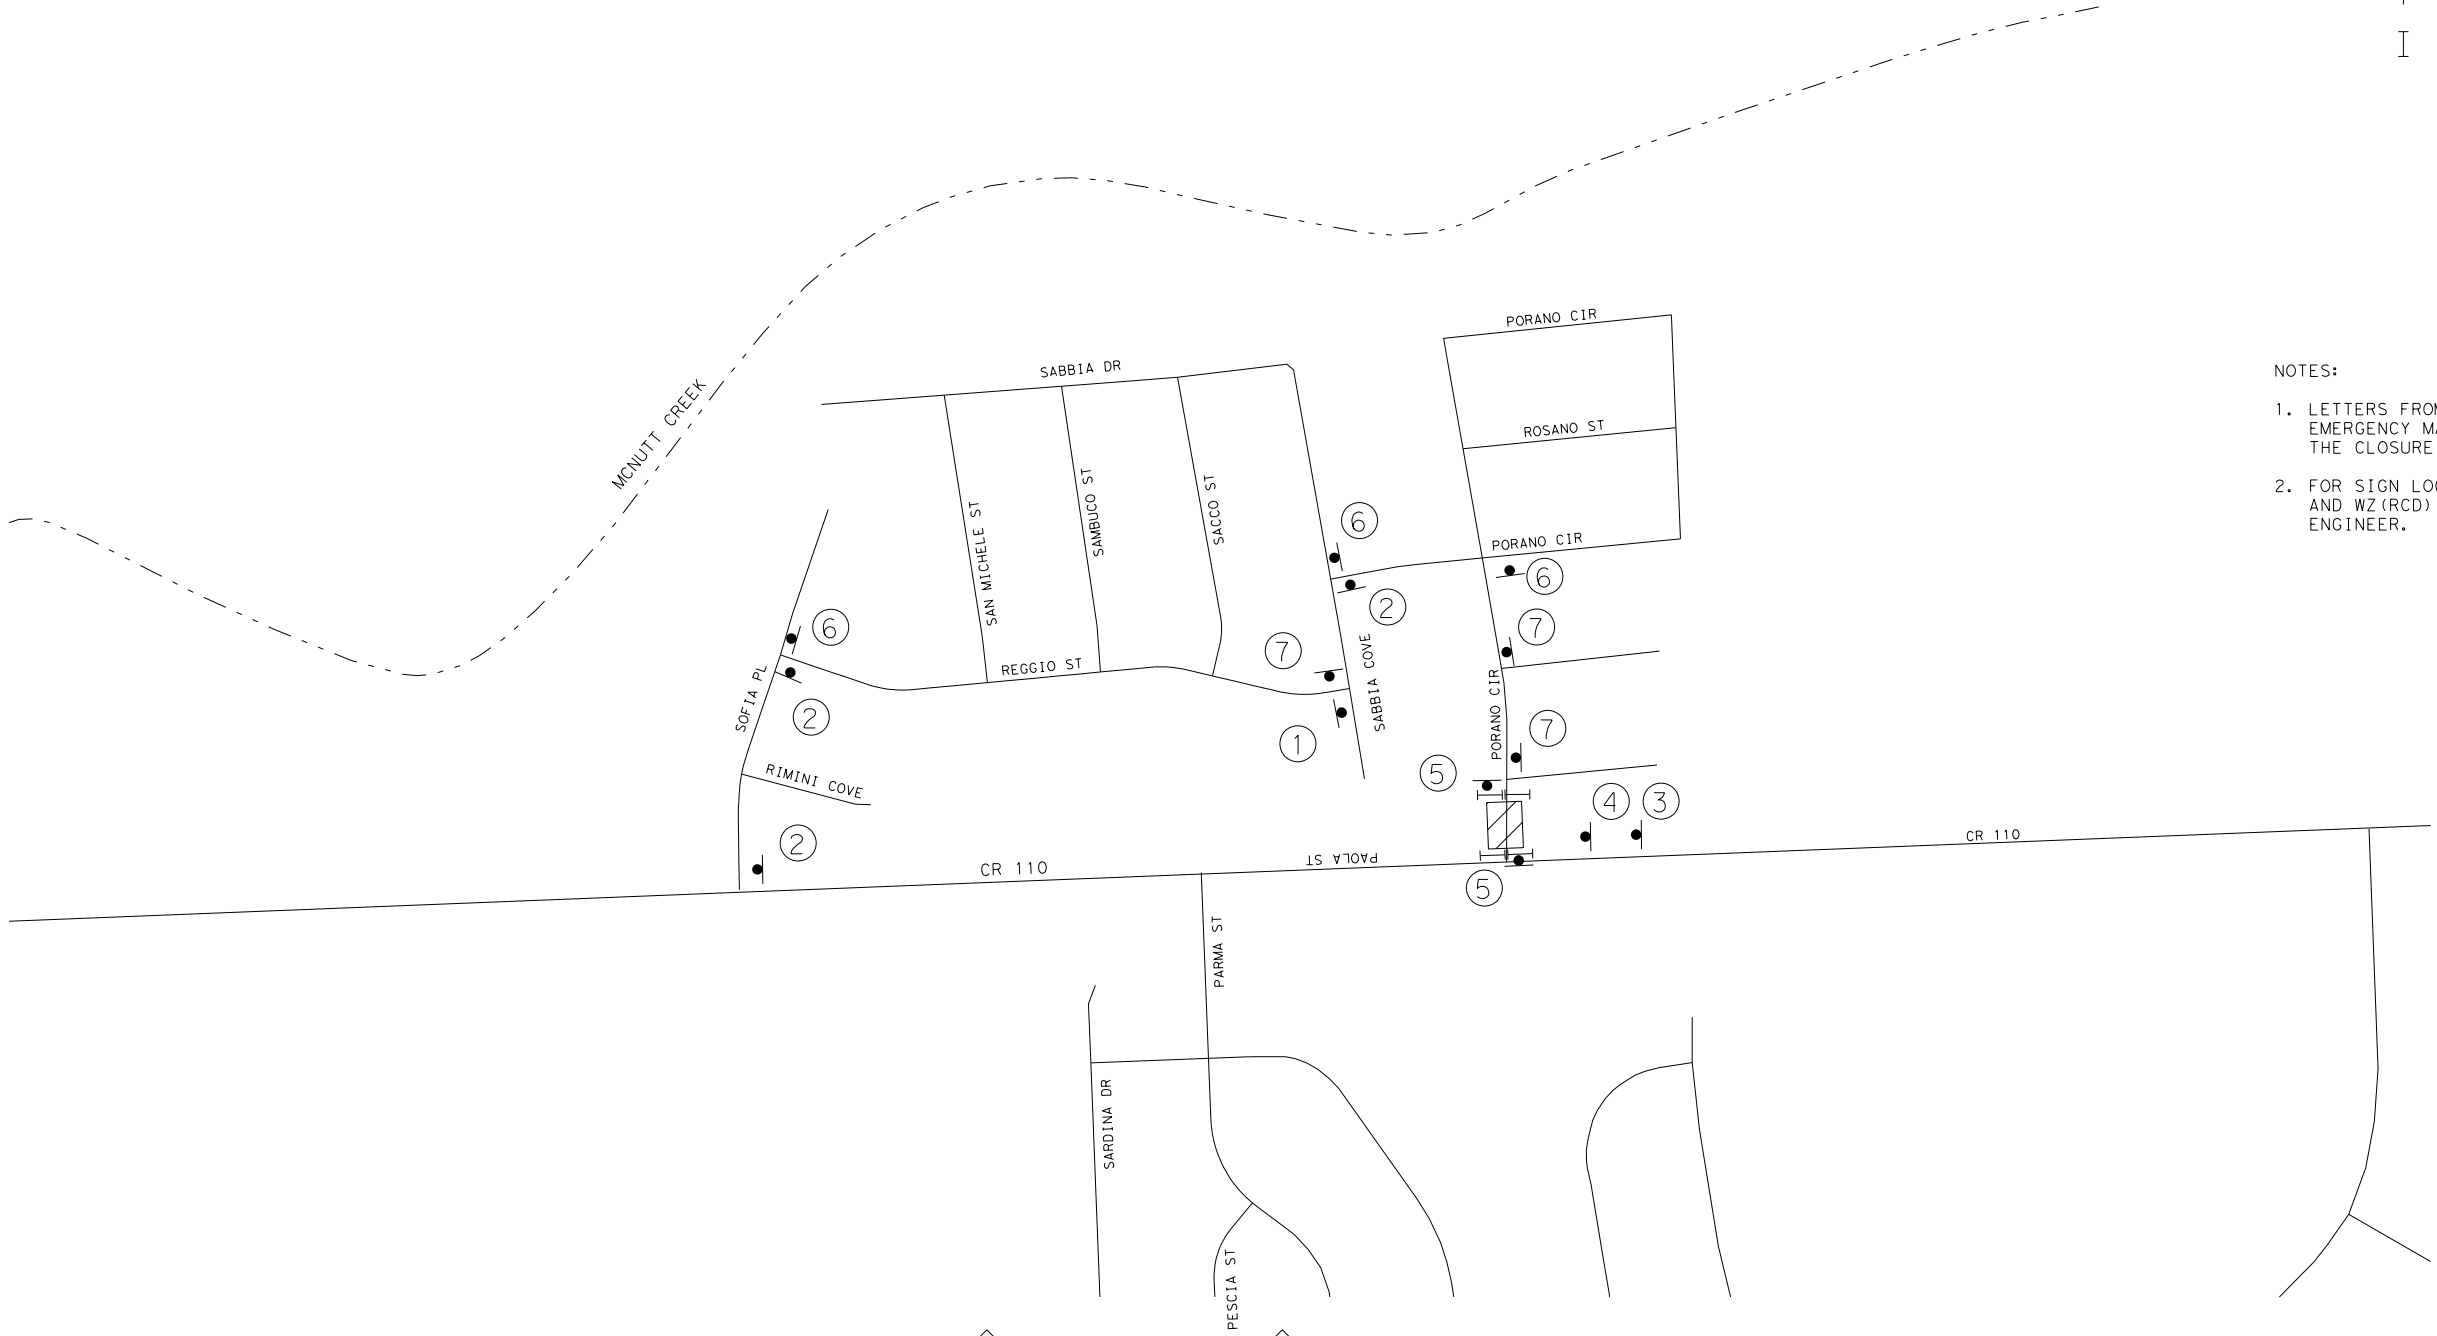 I
PORANO CIR
SABBIA DR
NOTES:
MCNUTT CREEK
1. LETTERS FROM
EMERGENCY MA
THE CLOSURE
ROSANO ST
SAN MICHELE ST
SAMBUCO ST
SACCO ST
2. FOR SIGN LOC
AND WZ(RCD)
ENGINEER.
6
PORANO CIR
6
2
6
7
SABBIA COVE
7
REGGIO ST
SOFIA PL
2
1
PORANO CIR
7
5
RIMINI COVE
4
3
2
CR 110
CR 110
PAOLA ST
5
PARMA ST
SARDINA DR
PESCIA ST